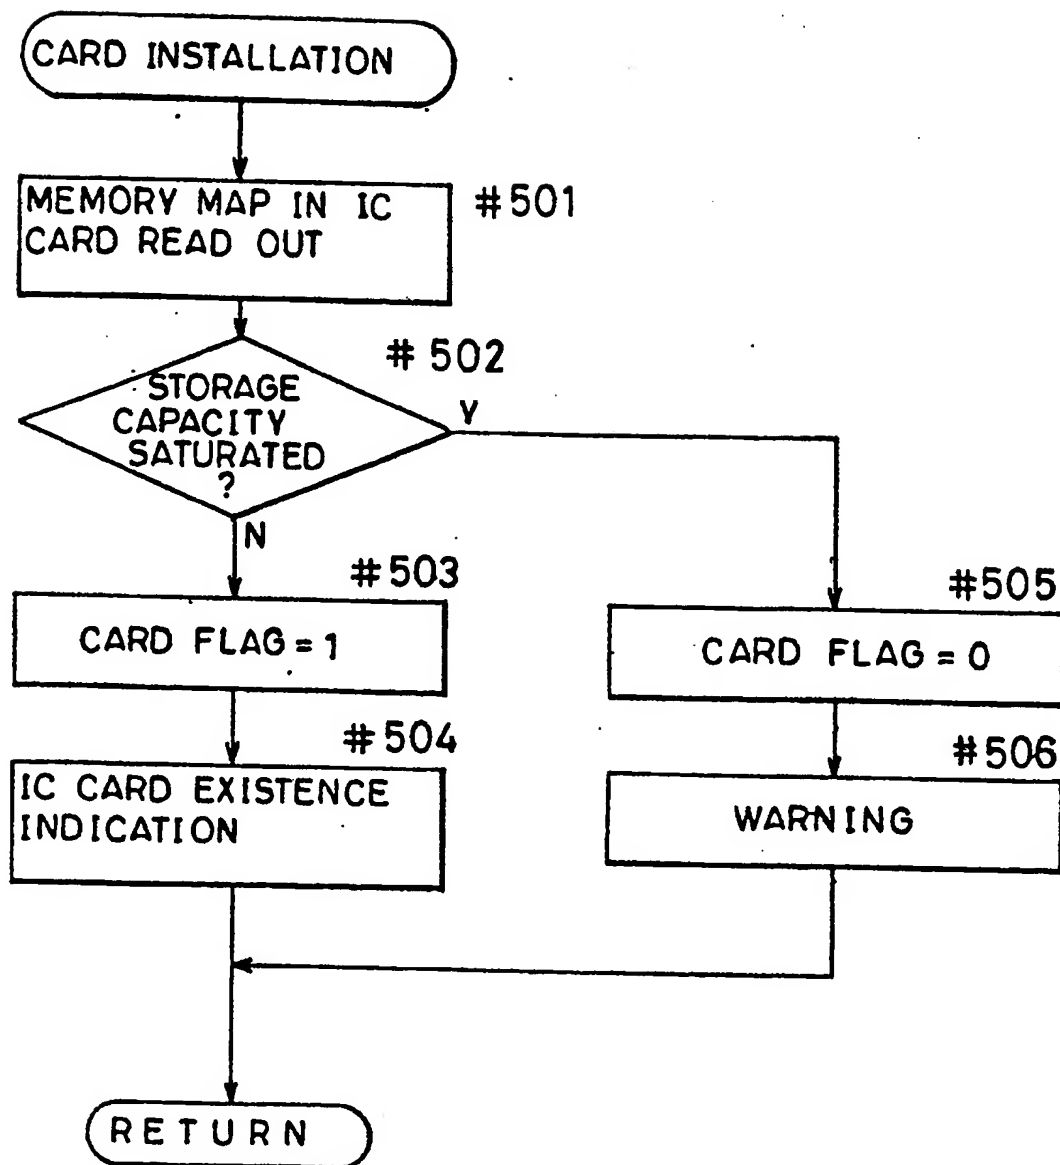 CARD INSTALLATION
MEMORY MAP IN IC
CARD READ OUT
#501
#502
STORAGE
CAPACITY
SATURATED
?
Y
N
#503
CARD FLAG = 1
#504
IC CARD EXISTENCE
INDICATION
#505
CARD FLAG = 0
#506
WARNING
RETURN